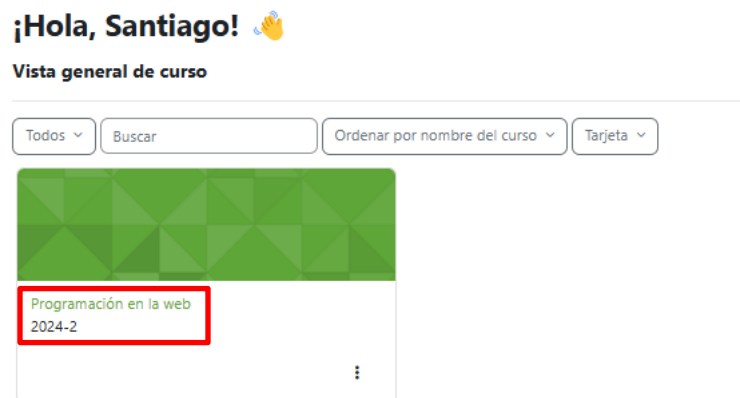 ¡Hola, Santiago! 👋
Vista general de curso
Todos
Buscar
Ordenar por nombre del curso
Tarjeta
Programación en la web
2024-2